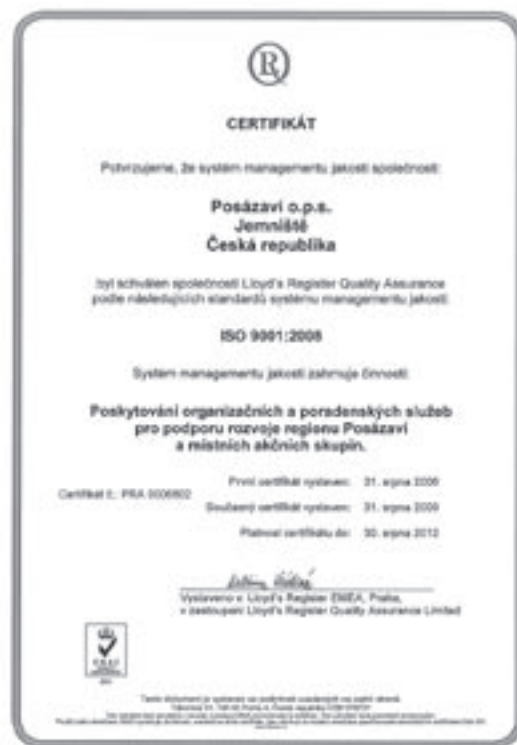 R
CERTIFIKÁT
Potvrzujeme, že systém managementu jakosti společnosti:
Posázaví o.p.s.
Jemniště
Česká republika
byl schválen společností Lloyd's Register Quality Assurance
podle následujících standardů systému managementu jakosti:
ISO 9001:2008
Systém managementu jakosti zahrnuje činnosti:
Poskytování organizačních a poradenských služeb
pro podporu rozvoje regionu Posázaví
a místních akčních skupin.
První certifikát vystaven: 31. srpna 2006
Certifikát č.: PRA
Současný certifikát vystaven: 31. srpna 2009
Platnost certifikátu do: 30. srpna 2012
Vystaveno v: Lloyd's Register EMEA, Praha,
v zastoupení Lloyd's Register Quality Assurance Limited
UKAS